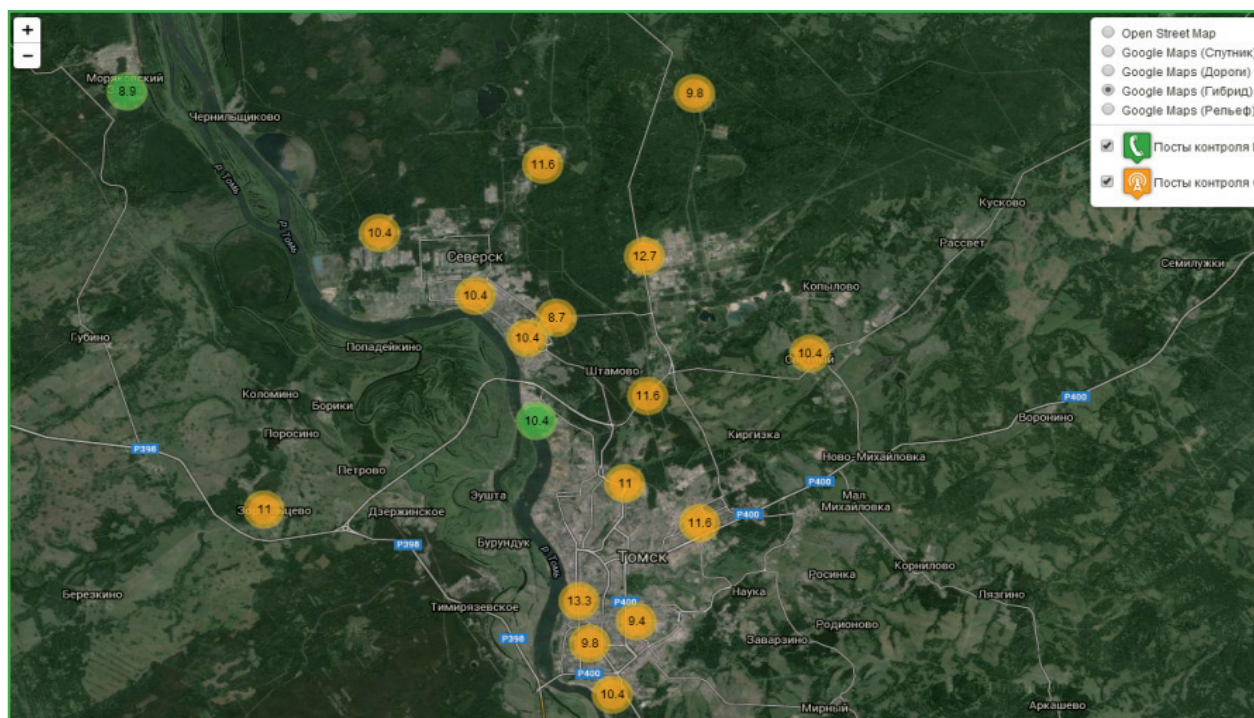 +
−
Open Street Map
Google Maps (Спутник)
Google Maps (Дороги)
Google Maps (Гибрид)
Google Maps (Рельеф)
Посты контроля
Посты контроля
Моряковский
8.9
9.8
Чернильщиково
р. Томь
11.6
р. Томь
Кусково
10.4
Рассвет
Северск
12.7
Семилужки
10.4
Копылово
8.7
Губино
10.4
Попадейкино
10.4
Штамово
Коломино
11.6
P400
Борики
Воронино
10.4
Поросино
Киргизка
P398
Ново-Михайловка
Петрово
11
P400
Эушта
Мал
Михайловка
11
Дзержинское
11.6
P400
Бурундук
P398
р. Томь
Томск
Корнилово
Росинка
Березкино
Наука
Лязгино
13.3
P400
Тимирязевское
9.4
Родионово
P398
9.8
Заварзино
P400
10.4
Мирный
Аркашево